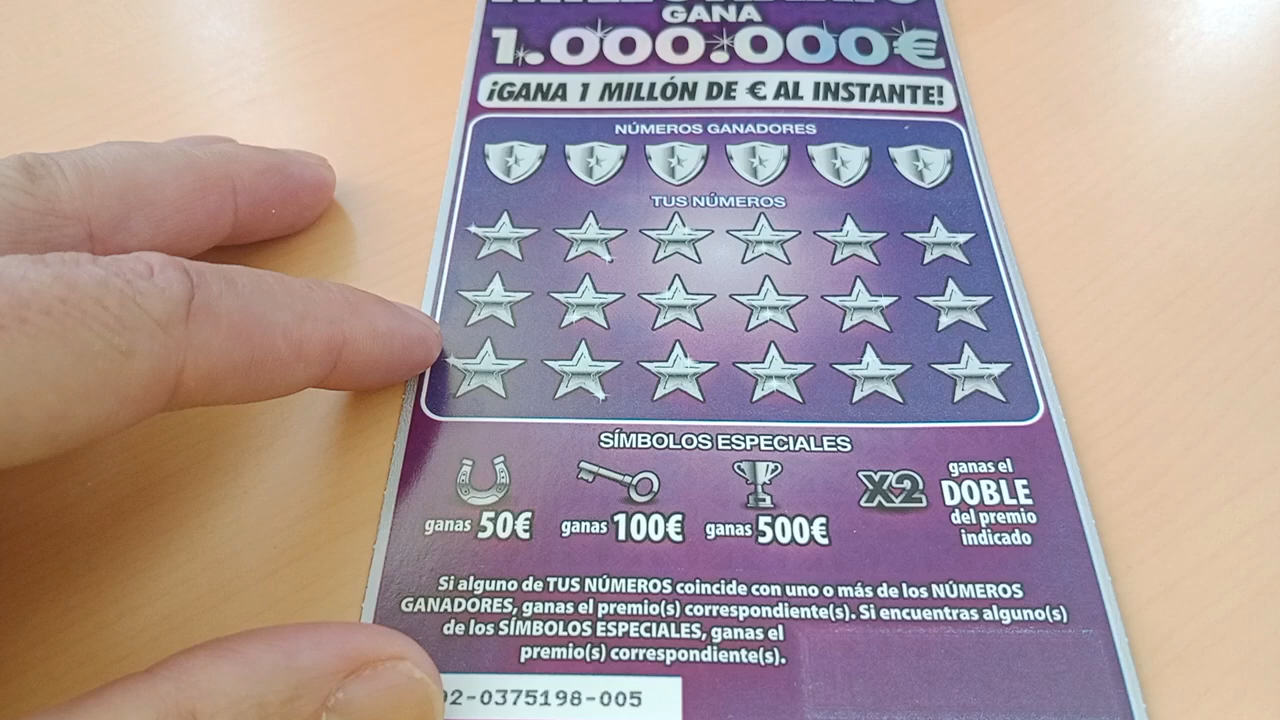 GANA
1.000.000€
¡GANA 1 MILLÓN DE € AL INSTANTE!
NÚMEROS GANADORES
TUS NÚMEROS
SÍMBOLOS ESPECIALES
ganas 50€
ganas 100€
ganas 500€
X2
ganas el
DOBLE
del premio
indicado
Si alguno de TUS NÚMEROS coincide con uno o más de los NÚMEROS
GANADORES, ganas el premio(s) correspondiente(s). Si encuentras alguno(s)
de los SÍMBOLOS ESPECIALES, ganas el
premio(s) correspondiente(s).
02-0375198-005